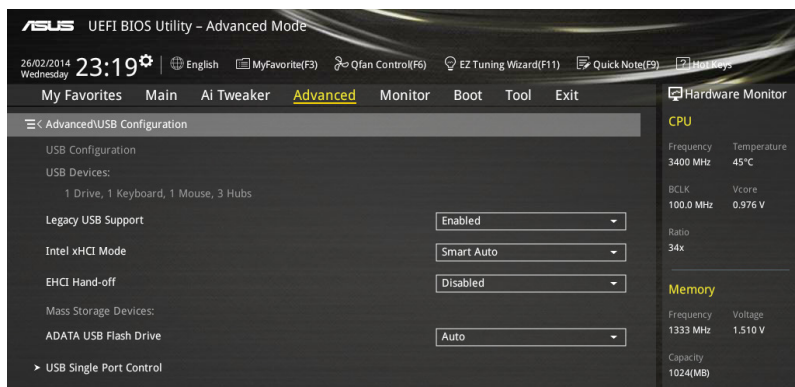 ASUS UEFI BIOS Utility – Advanced Mode
26/02/2014
Wednesday 23:19 English MyFavorite(F3) Qfan Control(F6) EZ Tuning Wizard(F11) Quick Note(F9) ? Hot Keys
My Favorites Main Ai Tweaker Advanced Monitor Boot Tool Exit
Hardware Monitor
Advanced\USB Configuration
USB Configuration
USB Devices:
1 Drive, 1 Keyboard, 1 Mouse, 3 Hubs
Legacy USB Support Enabled
Intel xHCI Mode Smart Auto
EHCI Hand-off Disabled
Mass Storage Devices:
ADATA USB Flash Drive Auto
USB Single Port Control
CPU
Frequency Temperature
3400 MHz 45°C
BCLK Vcore
100.0 MHz 0.976 V
Ratio
34x
Memory
Frequency Voltage
1333 MHz 1.510 V
Capacity
1024(MB)